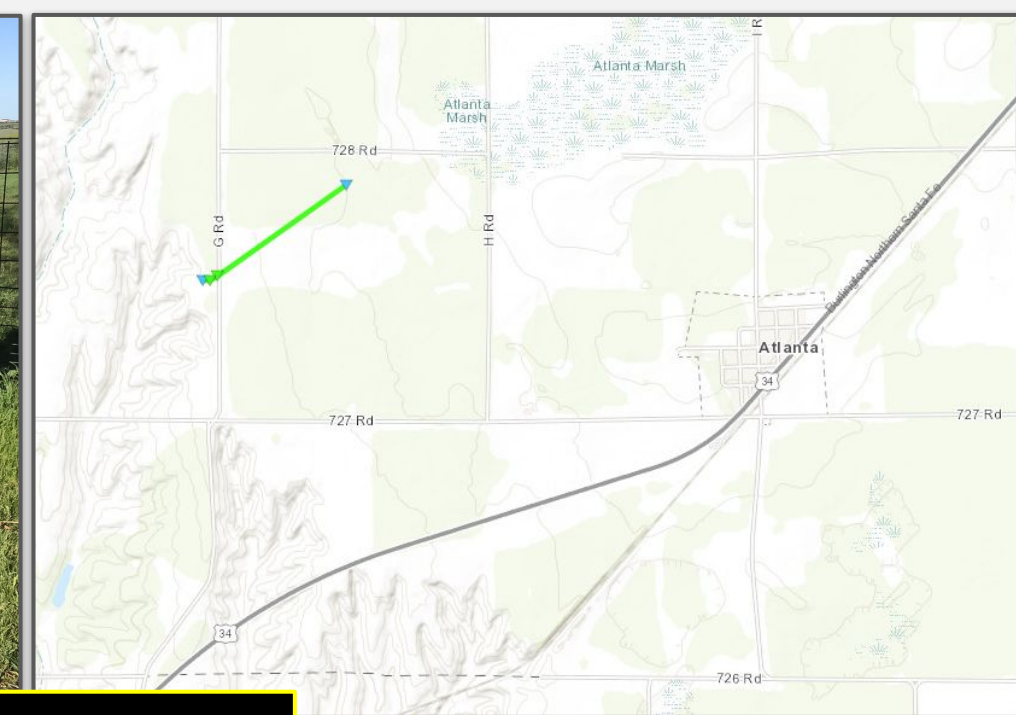 I R
Atlanta Marsh
Atlanta
Marsh
728 Rd
G Rd
H Rd
Burlington Northern Santa Fe
Atlanta
34
727 Rd
727 Rd
34
726 Rd